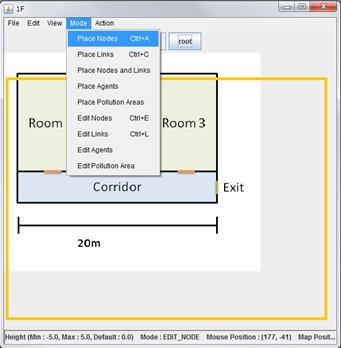 1F
File Edit View Mode Action
root
Place Nodes Ctrl+A
Place Links Ctrl+C
Place Nodes and Links
Place Agents
Place Pollution Areas
Edit Nodes Ctrl+E
Edit Links Ctrl+L
Edit Agents
Edit Pollution Area
Room
Room 3
Corridor
Exit
20m
Height (Min : -5.0, Max : 5.0, Default : 0.0) Mode : EDIT_NODE Mouse Position : (177, -41) Map Posit...